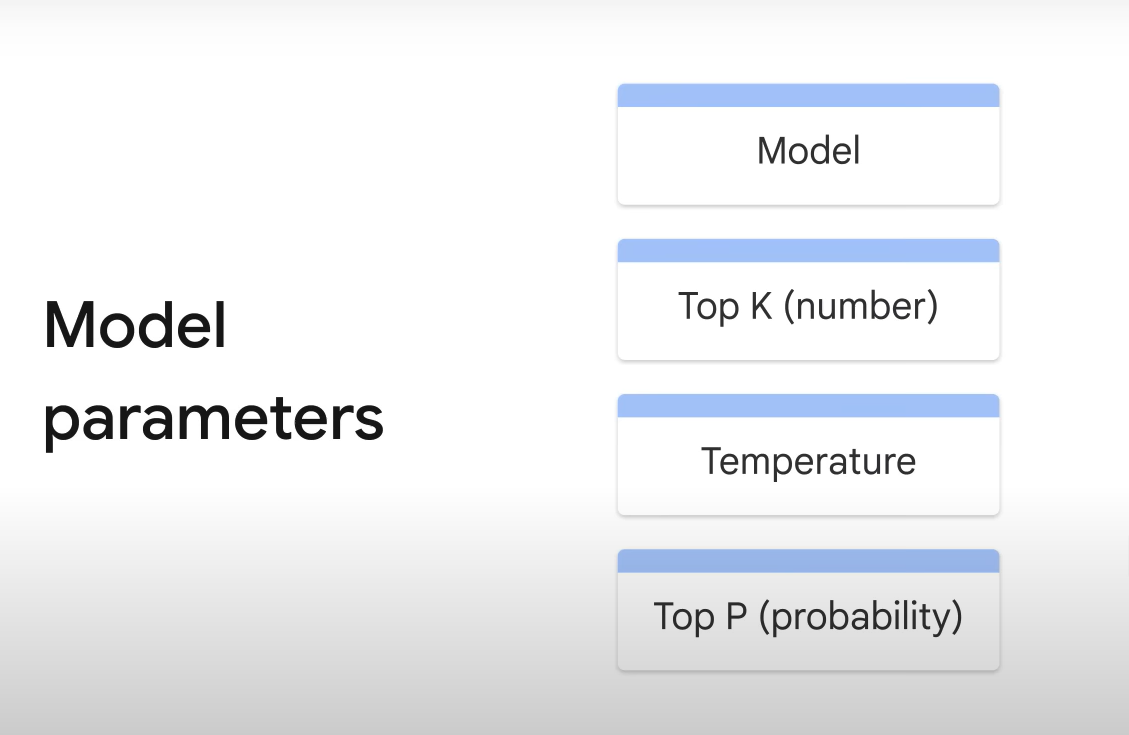 Model
parameters
Model
Top K (number)
Temperature
Top P (probability)